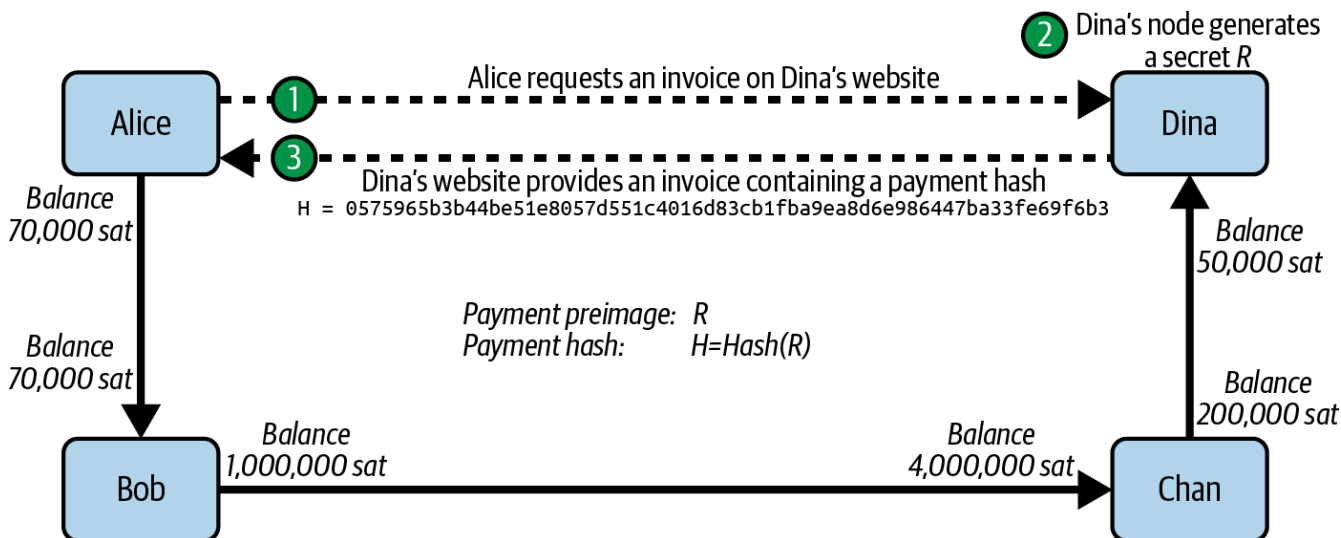 2 Dina's node generates
a secret R
Alice requests an invoice on Dina's website
1
Alice
Dina
3
Dina's website provides an invoice containing a payment hash
H = 0575965b3b44be51e8057d551c4016d83cb1fba9ea8d6e986447ba33fe69f6b3
Balance
70,000 sat
Balance
50,000 sat
Payment preimage: R
Payment hash: H=Hash(R)
Balance
70,000 sat
Balance
200,000 sat
Balance
1,000,000 sat
Balance
4,000,000 sat
Bob
Chan